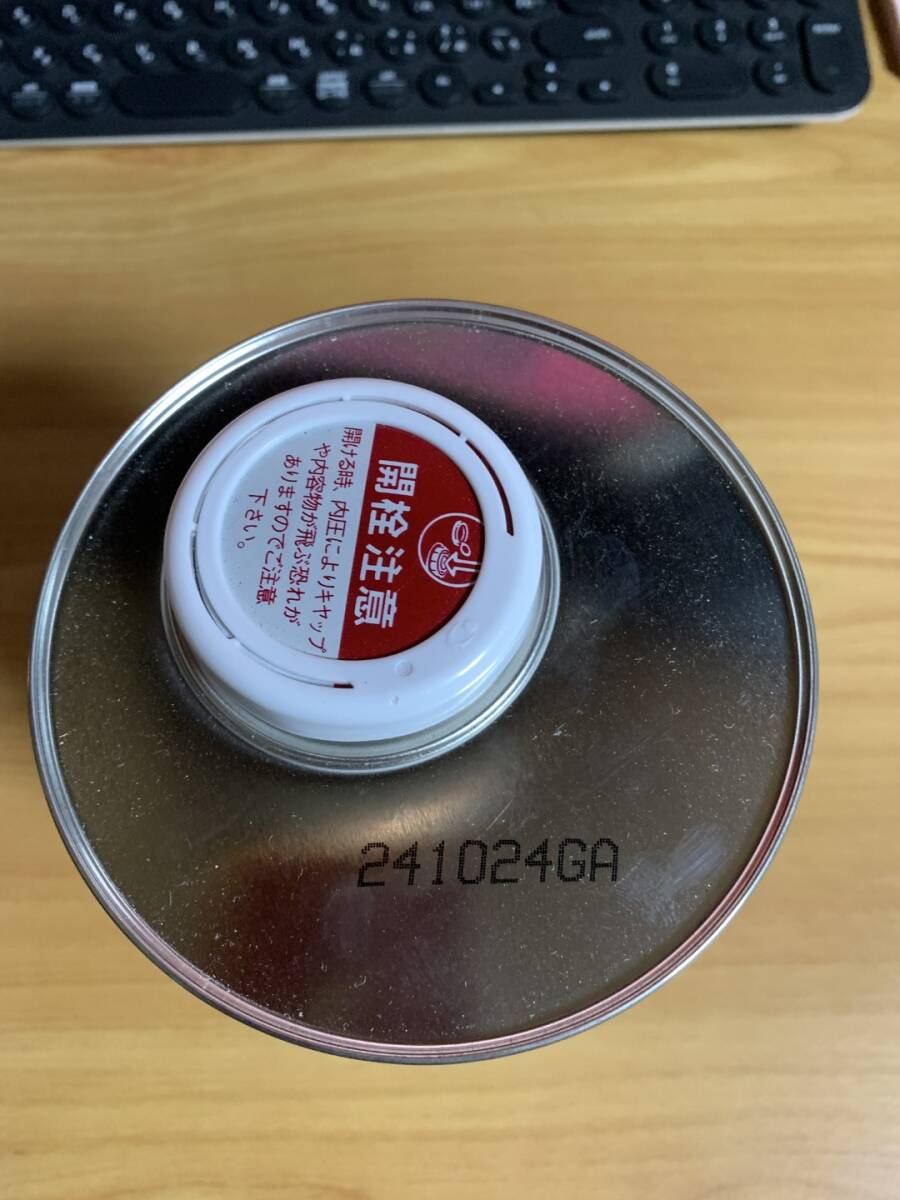 開栓注意
開ける時、内圧によりキャップ
や内容物が飛ぶ恐れが
ありますのでご注意
下さい。
241024GA